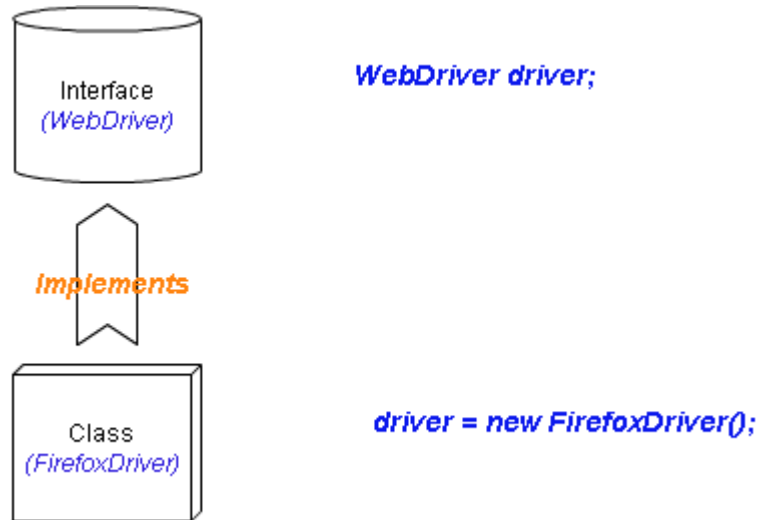 Interface
(WebDriver)
WebDriver driver;
Implements
Class
(FirefoxDriver)
driver = new FirefoxDriver();